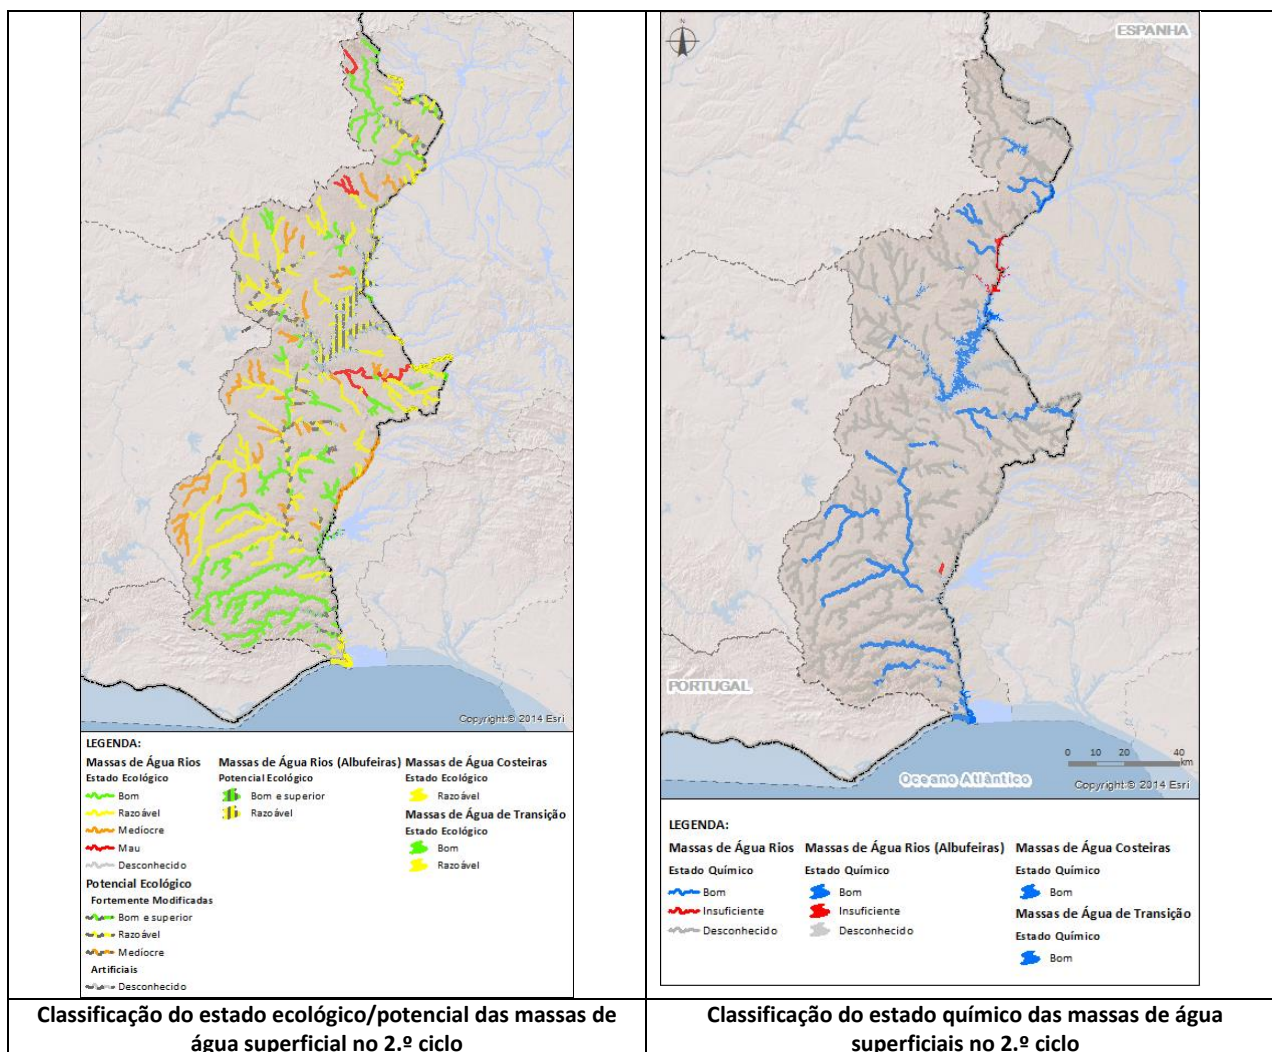 Copyright:© 2014 Esri
LEGENDA:
Massas de Água Rios
Estado Ecológico
Bom
Razoável
Medíocre
Mau
Desconhecido
Potencial Ecológico
Fortemente Modificadas
Bom e superior
Razoável
Medíocre
Artificiais
Desconhecido
Massas de Água Rios (Albufeiras)
Potencial Ecológico
Bom e superior
Razoável
Massas de Água Costeiras
Estado Ecológico
Razoável
Massas de Água de Transição
Estado Ecológico
Bom
Razoável
Classificação do estado ecológico/potencial das massas de
água superficial no 2.º ciclo
N
ESPANHA
PORTUGAL
Oceano Atlântico
0 10 20 40
km
Copyright:© 2014 Esri
LEGENDA:
Massas de Água Rios
Estado Químico
Bom
Insuficiente
Desconhecido
Massas de Água Rios (Albufeiras)
Estado Químico
Bom
Insuficiente
Desconhecido
Massas de Água Costeiras
Estado Químico
Bom
Massas de Água de Transição
Estado Químico
Bom
Classificação do estado químico das massas de água
superficiais no 2.º ciclo